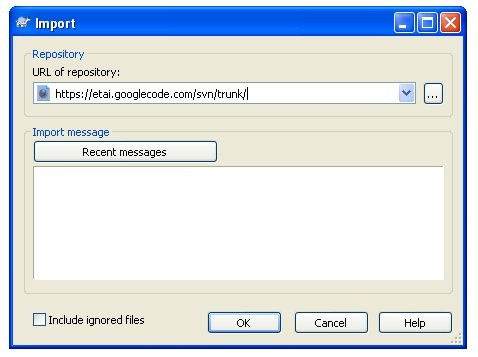 Import
Repository
URL of repository:
https://etai.googlecode.com/svn/trunk/
...
Import message
Recent messages
Include ignored files
OK
Cancel
Help